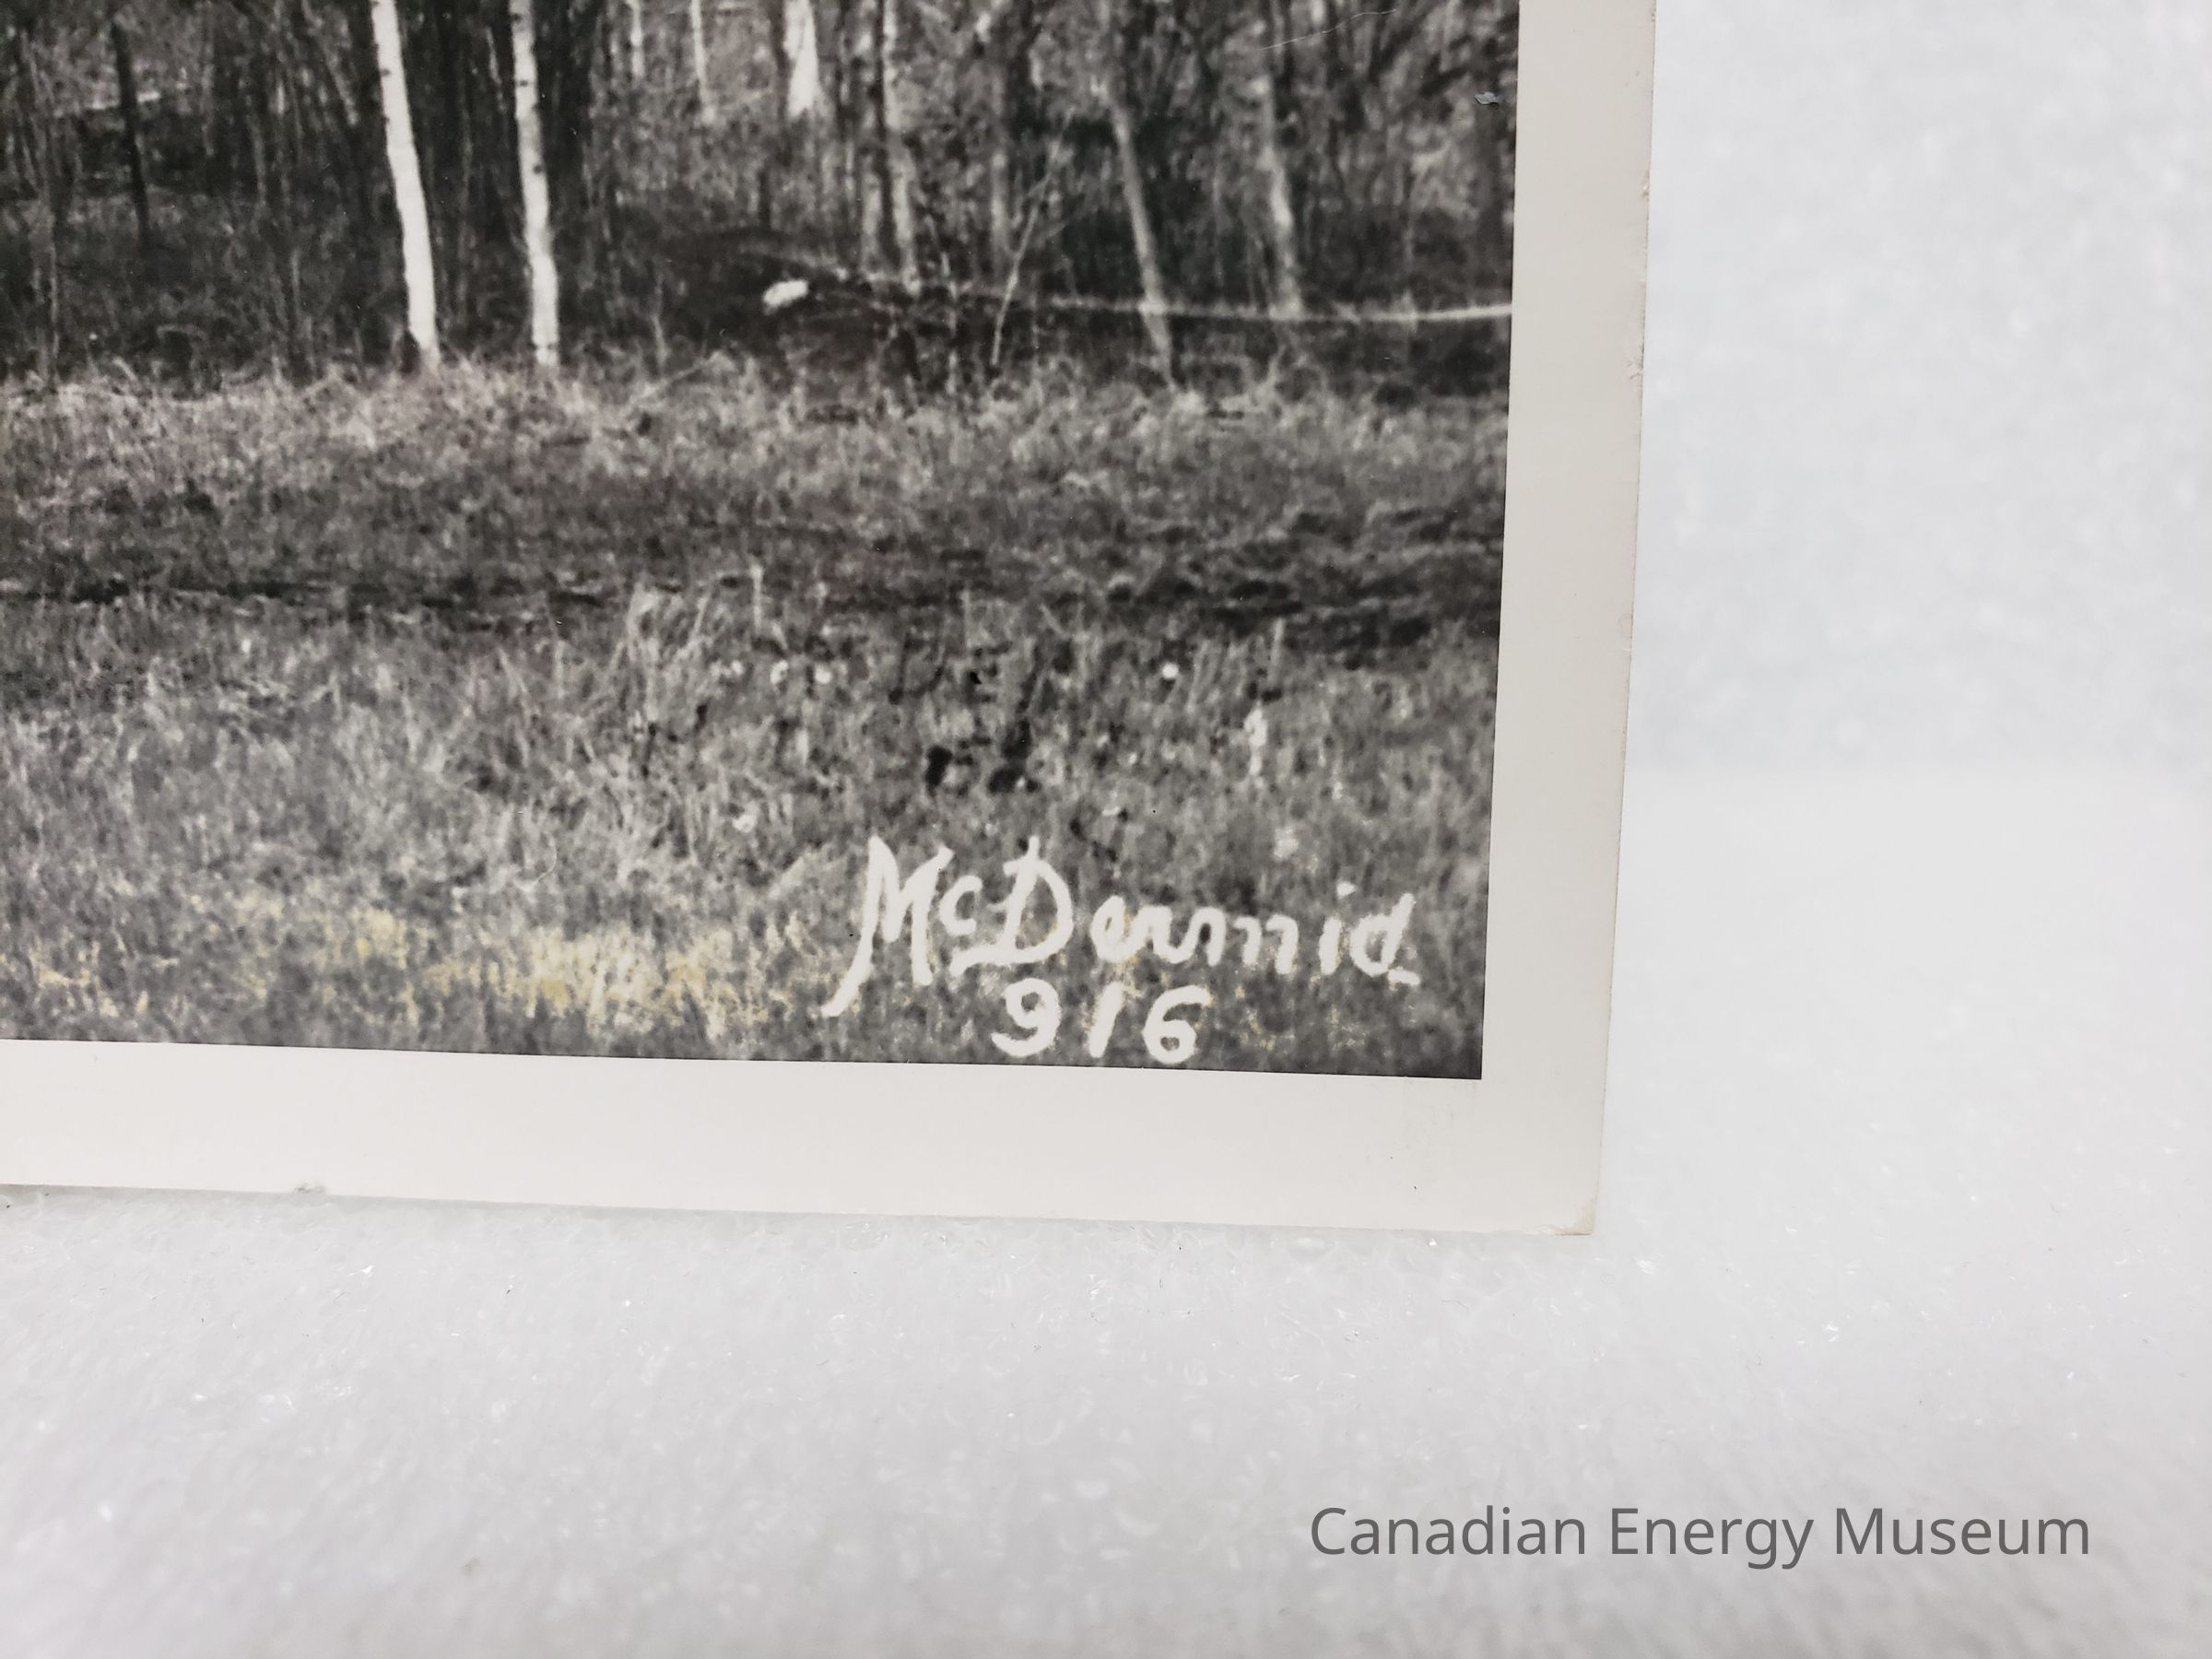 McDermid
916
Canadian Energy Museum